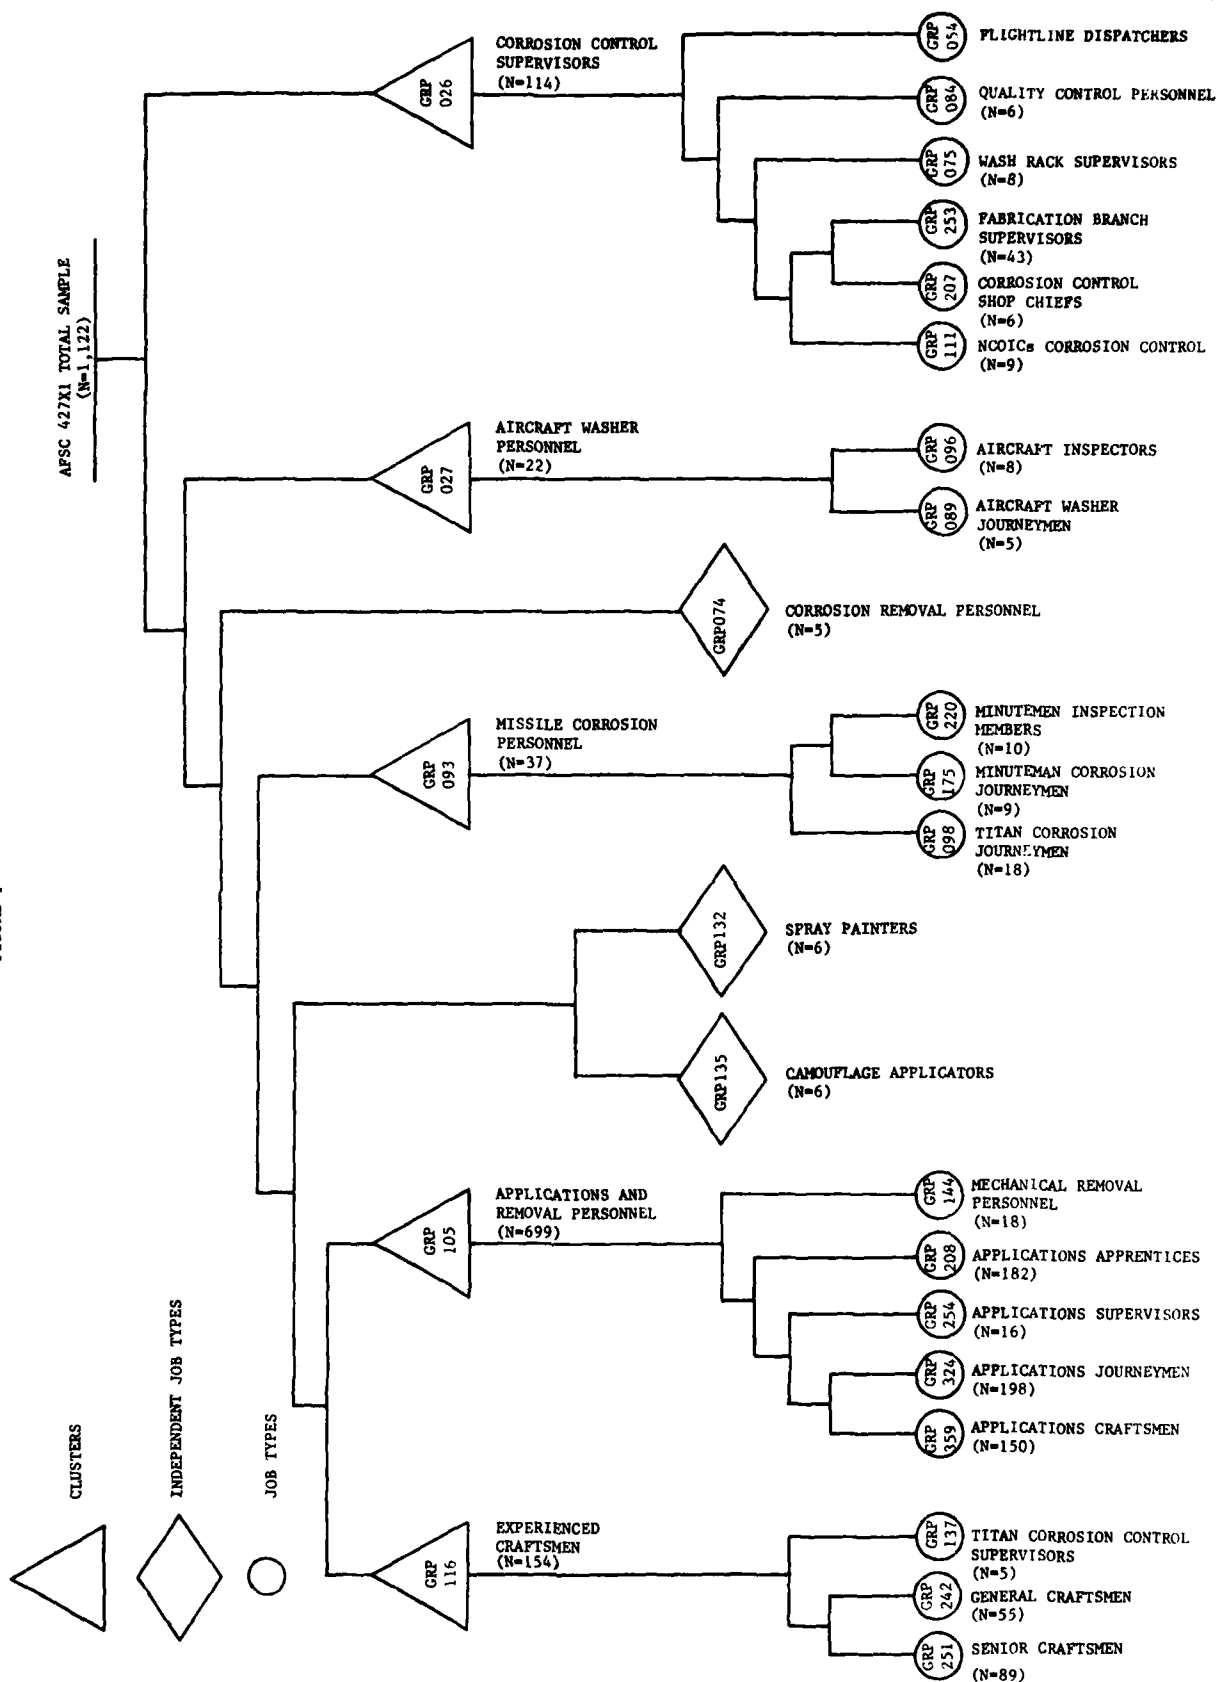 AFSC 427X1 TOTAL SAMPLE
(N=1,122)
CLUSTERS
INDEPENDENT JOB TYPES
JOB TYPES
GRP
026
CORROSION CONTROL
SUPERVISORS
(N=114)
GRP
054
FLIGHTLINE DISPATCHERS
GRP
084
QUALITY CONTROL PERSONNEL
(N=6)
GRP
075
WASH RACK SUPERVISORS
(N=8)
GRP
253
FABRICATION BRANCH
SUPERVISORS
(N=43)
GRP
207
CORROSION CONTROL
SHOP CHIEFS
(N=6)
GRP
111
NCOICs CORROSION CONTROL
(N=9)
GRP
027
AIRCRAFT WASHER
PERSONNEL
(N=22)
GRP
096
AIRCRAFT INSPECTORS
(N=8)
GRP
089
AIRCRAFT WASHER
JOURNEYMEN
(N=5)
GRP074
CORROSION REMOVAL PERSONNEL
(N=5)
GRP
093
MISSILE CORROSION
PERSONNEL
(N=37)
GRP
220
MINUTEMEN INSPECTION
MEMBERS
(N=10)
GRP
175
MINUTEMAN CORROSION
JOURNEYMEN
(N=9)
GRP
098
TITAN CORROSION
JOURNEYMEN
(N=18)
GRP132
SPRAY PAINTERS
(N=6)
GRP135
CAMOUFLAGE APPLICATORS
(N=6)
GRP
105
APPLICATIONS AND
REMOVAL PERSONNEL
(N=699)
GRP
144
MECHANICAL REMOVAL
PERSONNEL
(N=18)
GRP
208
APPLICATIONS APPRENTICES
(N=182)
GRP
254
APPLICATIONS SUPERVISORS
(N=16)
GRP
324
APPLICATIONS JOURNEYMEN
(N=198)
GRP
359
APPLICATIONS CRAFTSMEN
(N=150)
GRP
116
EXPERIENCED
CRAFTSMEN
(N=154)
GRP
137
TITAN CORROSION CONTROL
SUPERVISORS
(N=5)
GRP
242
GENERAL CRAFTSMEN
(N=55)
GRP
251
SENIOR CRAFTSMEN
(N=89)